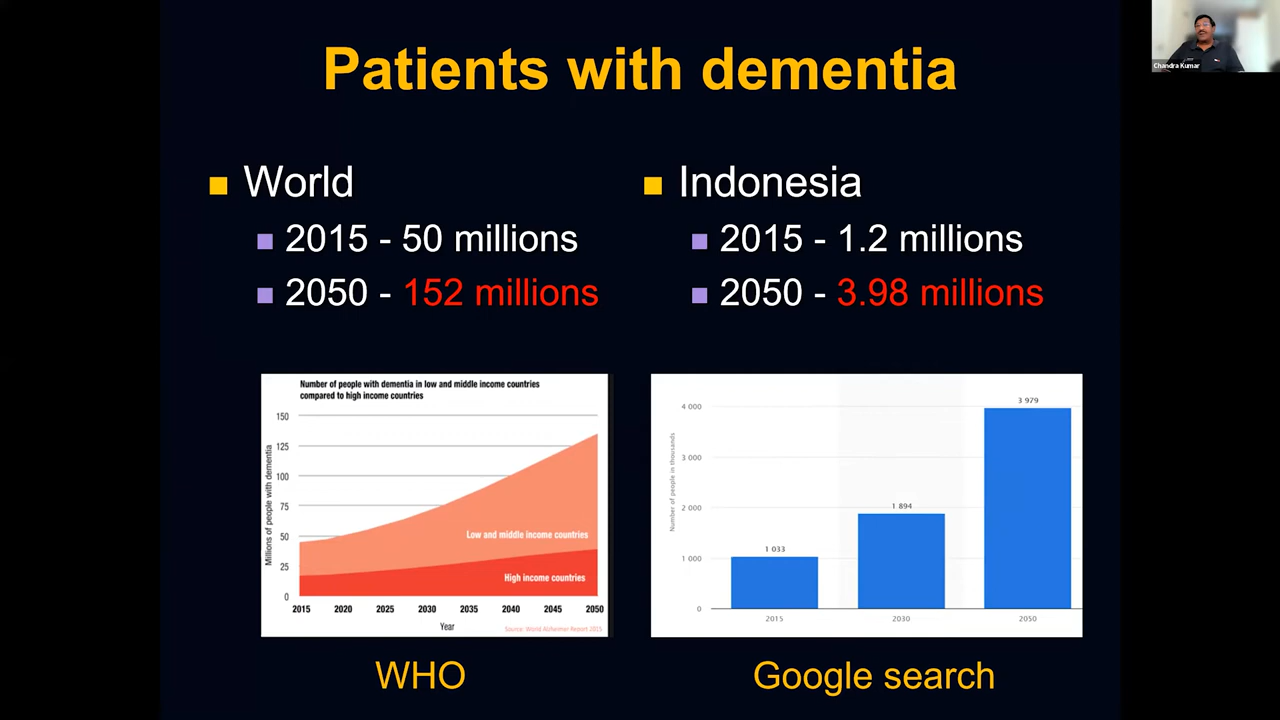 Patients with dementia
Chandra Kumar
World
2015 - 50 millions
2050 - 152 millions
Indonesia
2015 - 1.2 millions
2050 - 3.98 millions
Number of people with dementia in low and middle income countries
compared to high income countries
Millions of people with dementia
150
125
100
75
50
25
0
Low and middle income countries
High income countries
2015 2020 2025 2030 2035 2040 2045 2050
Year
Source: World Alzheimer Report 2015
Number of people in thousands
4 000
3 000
2 000
1 000
0
1 033
1 894
3 979
2015 2030 2050
WHO
Google search